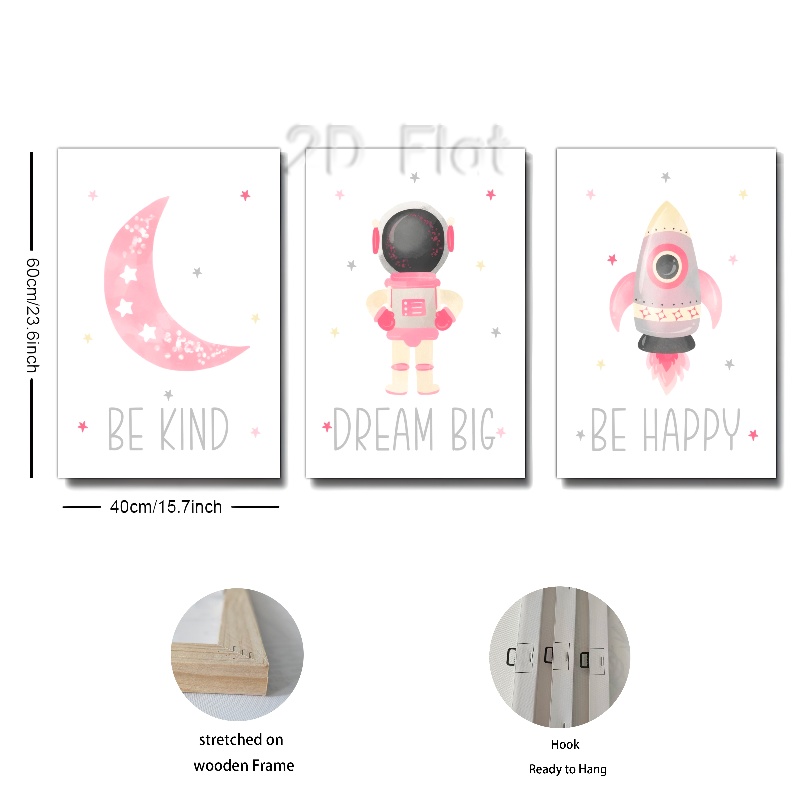 2D Flat
60cm/23.6inch
BE KIND
DREAM BIG
BE HAPPY
40cm/15.7inch
stretched on
wooden Frame
Hook
Ready to Hang